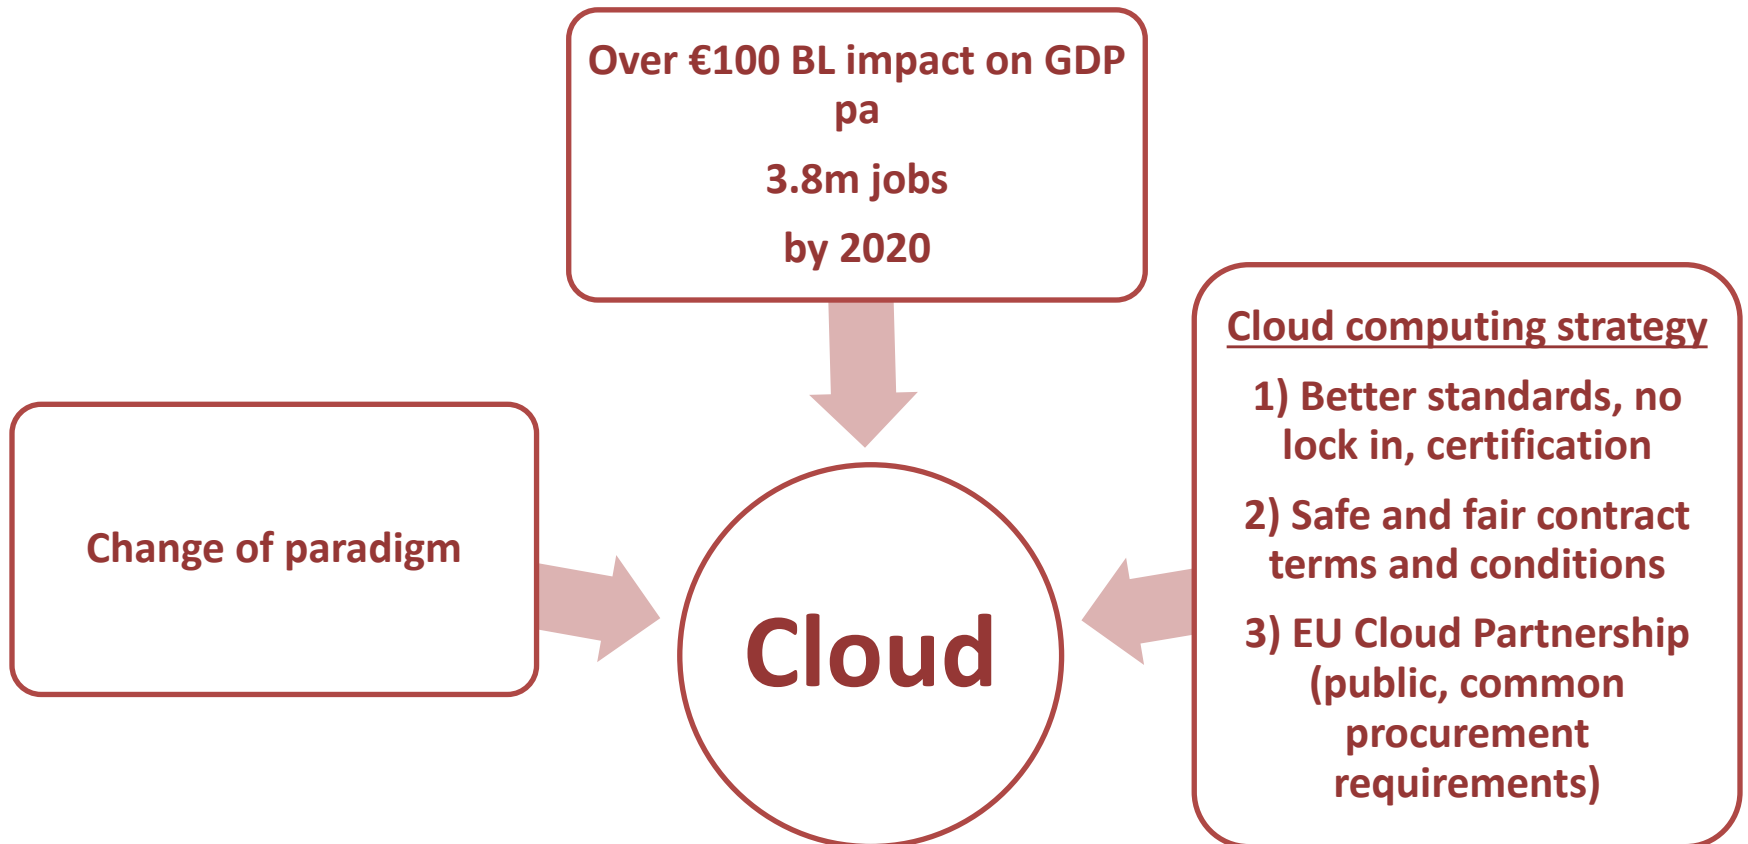 Over €100 BL impact on GDP
pa
3.8m jobs
by 2020
Change of paradigm
Cloud
Cloud computing strategy
1) Better standards, no
lock in, certification
2) Safe and fair contract
terms and conditions
3) EU Cloud Partnership
(public, common
procurement
requirements)